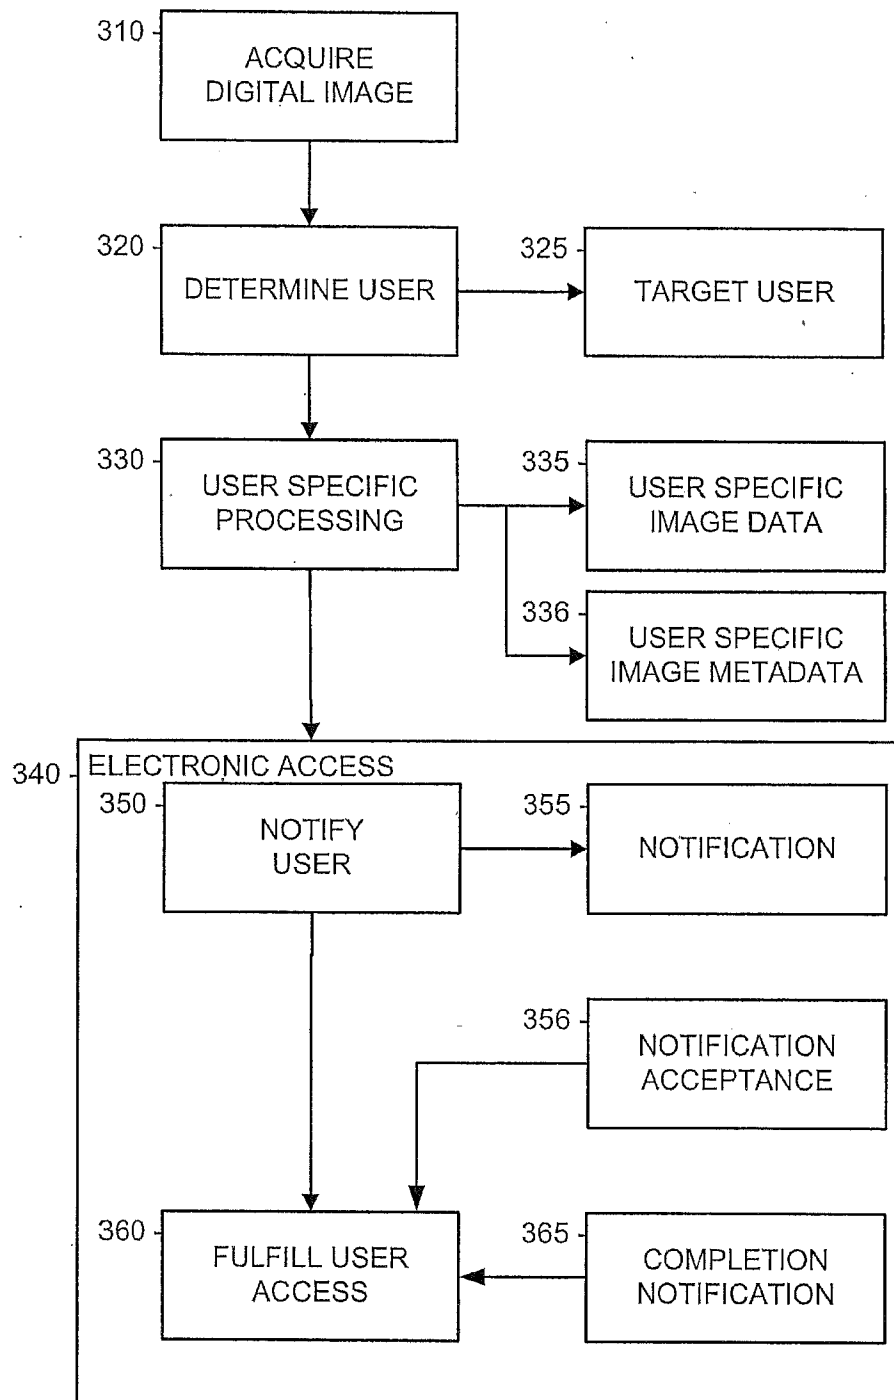 310
ACQUIRE
DIGITAL IMAGE
320
DETERMINE USER
325
TARGET USER
330
USER SPECIFIC
PROCESSING
335
USER SPECIFIC
IMAGE DATA
336
USER SPECIFIC
IMAGE METADATA
340
ELECTRONIC ACCESS
350
NOTIFY
USER
355
NOTIFICATION
356
NOTIFICATION
ACCEPTANCE
360
FULFILL USER
ACCESS
365
COMPLETION
NOTIFICATION